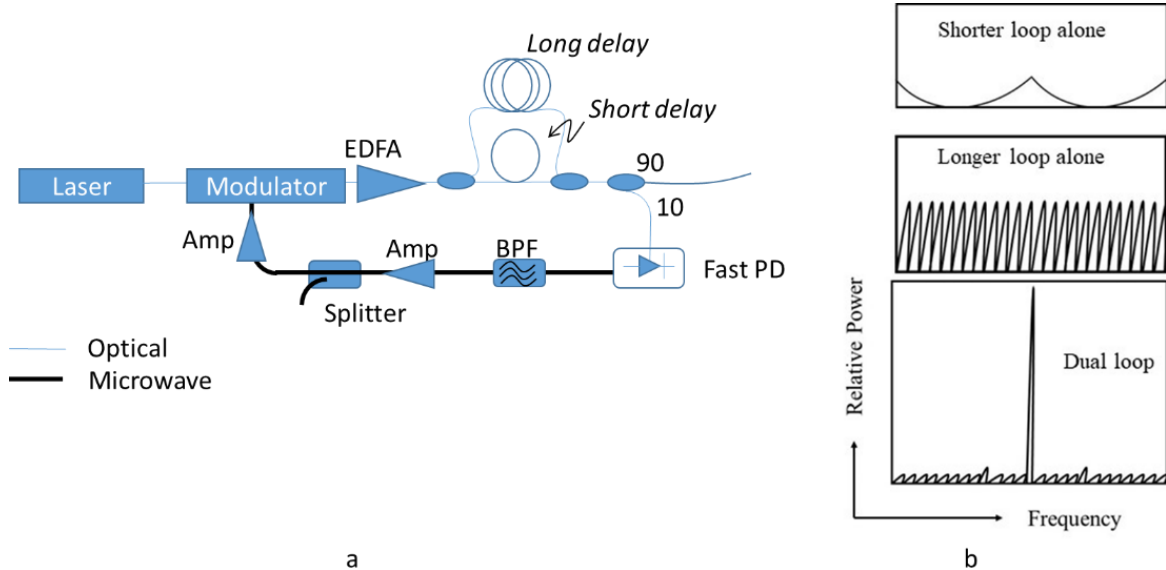 Long delay
Short delay
EDFA
90
Laser
Modulator
10
Amp
Amp
BPF
Fast PD
Splitter
Optical
Microwave
a
Shorter loop alone
Longer loop alone
Relative Power
Dual loop
Frequency
b